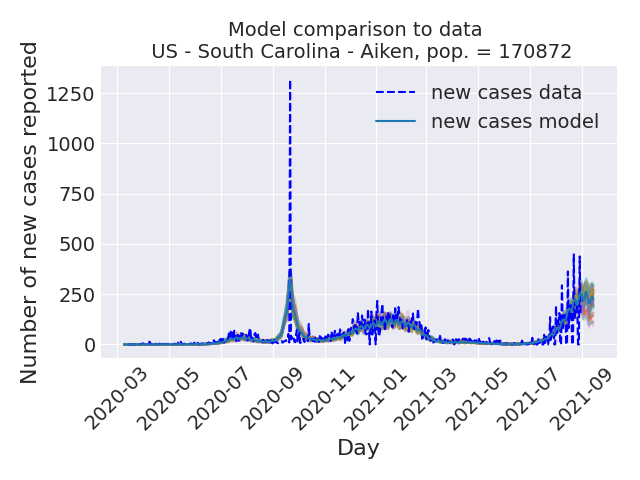 Model comparison to data
US - South Carolina - Aiken, pop. = 170872
Number of new cases reported
1250
1000
750
500
250
0
new cases data
new cases model
2020-03
2020-05
2020-07
2020-09
2020-11
2021-01
2021-03
2021-05
2021-07
2021-09
Day